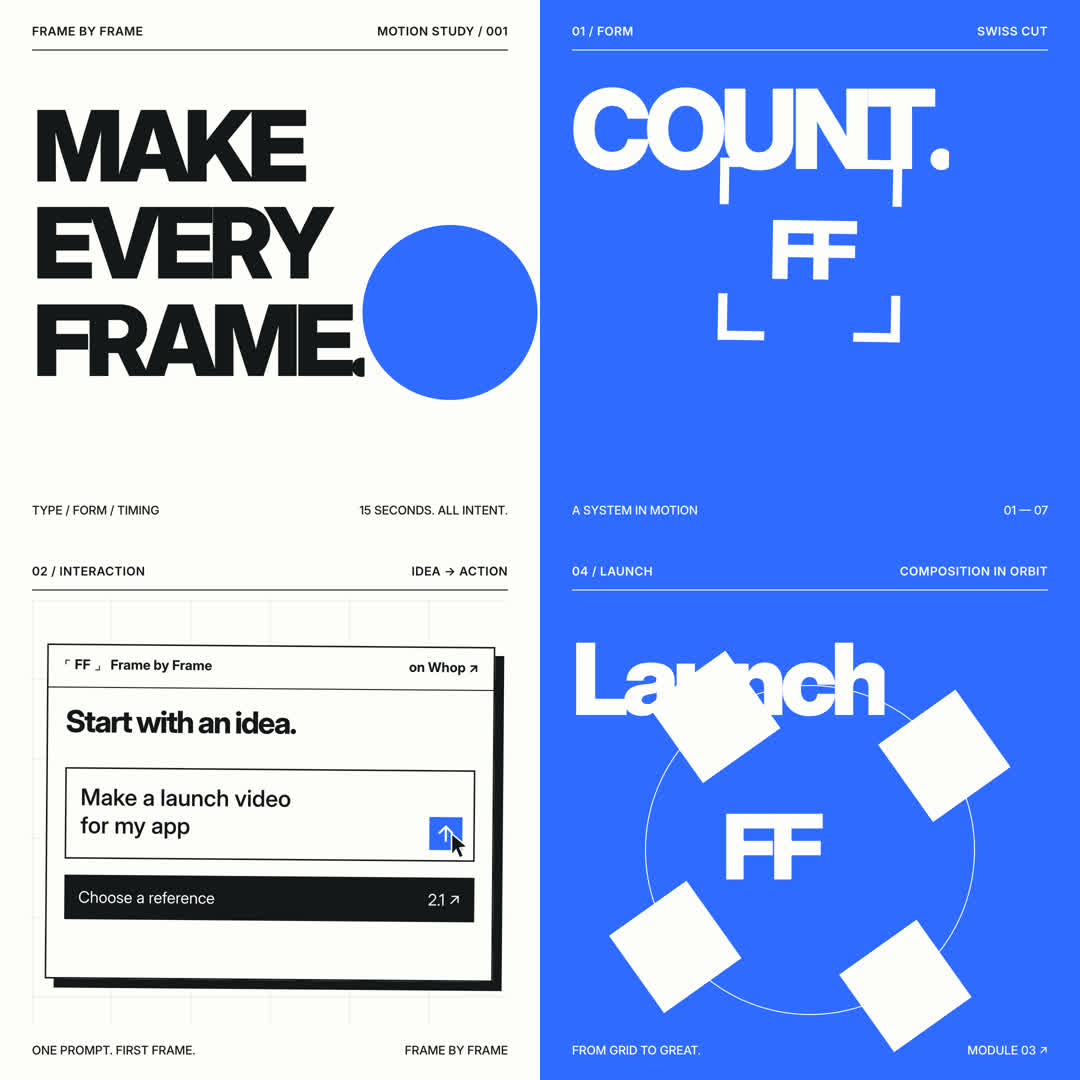 FRAME BY FRAME
MOTION STUDY / 001
MAKE
EVERY
FRAME.
TYPE / FORM / TIMING
15 SECONDS. ALL INTENT.
01 / FORM
SWISS CUT
COUNT.
FF
A SYSTEM IN MOTION
01 — 07
02 / INTERACTION
IDEA → ACTION
「 FF 」 Frame by Frame
on Whop ↗
Start with an idea.
Make a launch video
for my app
Choose a reference
2.1 ↗
ONE PROMPT. FIRST FRAME.
FRAME BY FRAME
04 / LAUNCH
COMPOSITION IN ORBIT
Launch
FF
FROM GRID TO GREAT.
MODULE 03 ↗